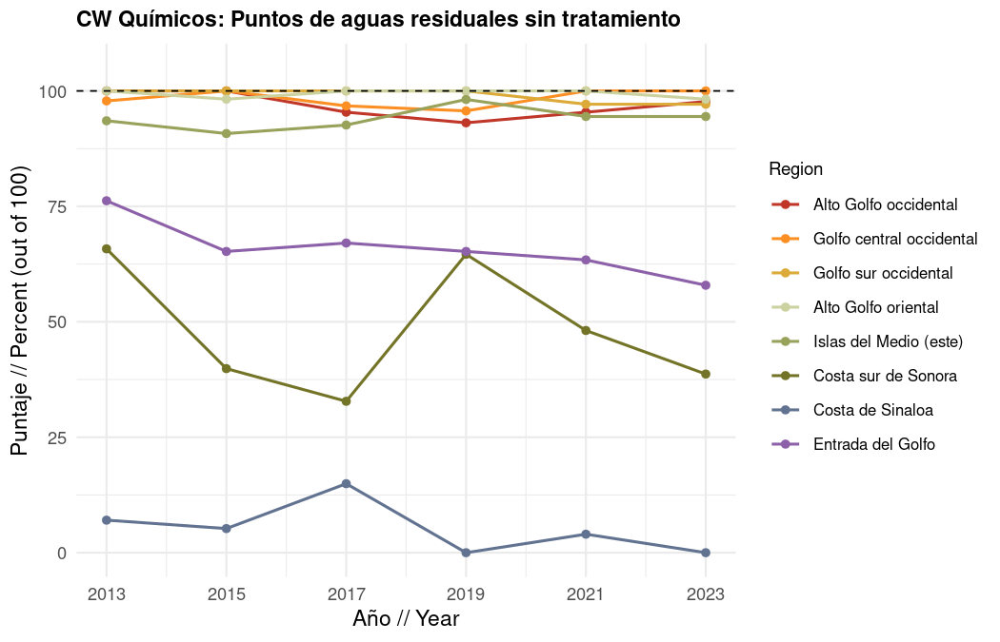 CW Químicos: Puntos de aguas residuales sin tratamiento
Puntaje // Percent (out of 100)
100
75
50
25
0
2013 2015 2017 2019 2021 2023
Año // Year
Region
Alto Golfo occidental
Golfo central occidental
Golfo sur occidental
Alto Golfo oriental
Islas del Medio (este)
Costa sur de Sonora
Costa de Sinaloa
Entrada del Golfo